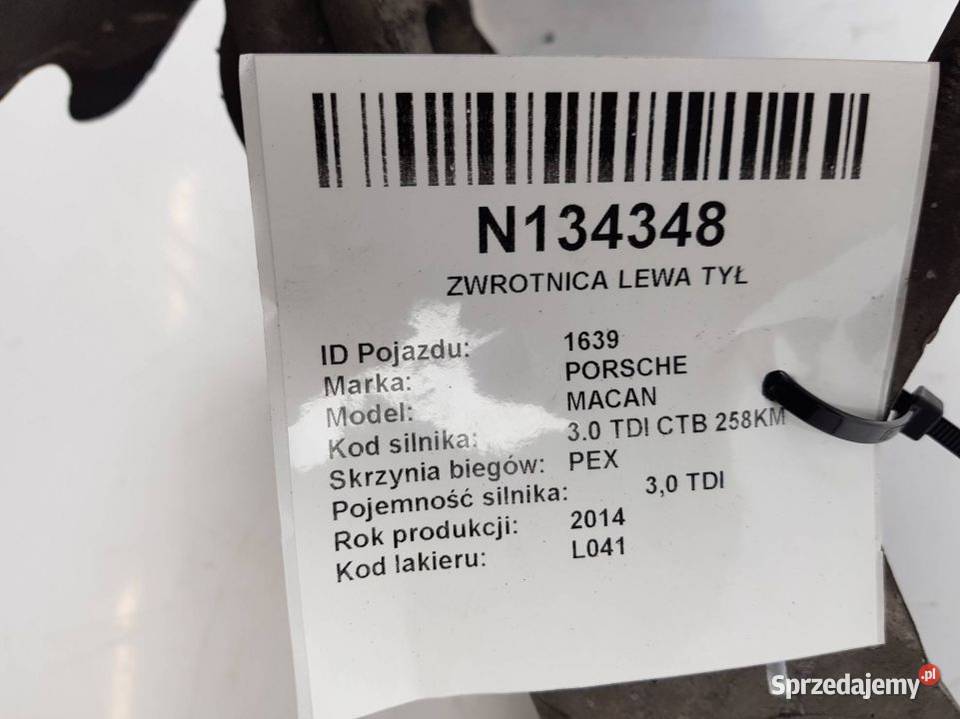 N134348
ZWROTNICA LEWA TYŁ
ID Pojazdu: 1639
Marka: PORSCHE
Model: MACAN
Kod silnika: 3.0 TDI CTB 258KM
Skrzynia biegów: PEX
Pojemność silnika: 3,0 TDI
Rok produkcji: 2014
Kod lakieru: L041
Sprzedajemy.pl